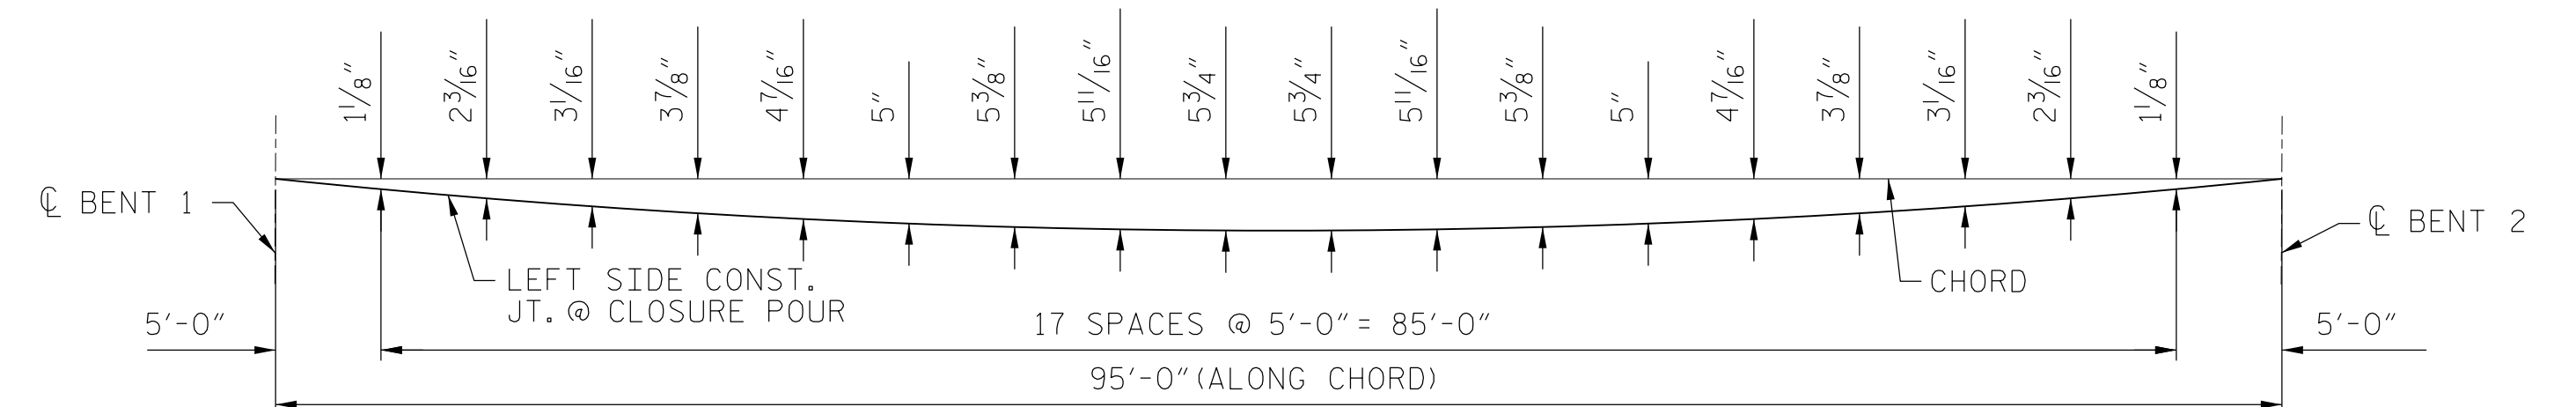 1 1/8"
2 3/16"
3 1/16"
3 7/8"
4 7/16"
5"
5 3/8"
5 11/16"
5 3/4"
5 3/4"
5 11/16"
5 3/8"
5"
4 7/16"
3 7/8"
3 1/16"
2 3/16"
1 1/8"
℄ BENT 1
℄ BENT 2
LEFT SIDE CONST.
JT. @ CLOSURE POUR
CHORD
5'-0"
17 SPACES @ 5'-0" = 85'-0"
5'-0"
95'-0" (ALONG CHORD)